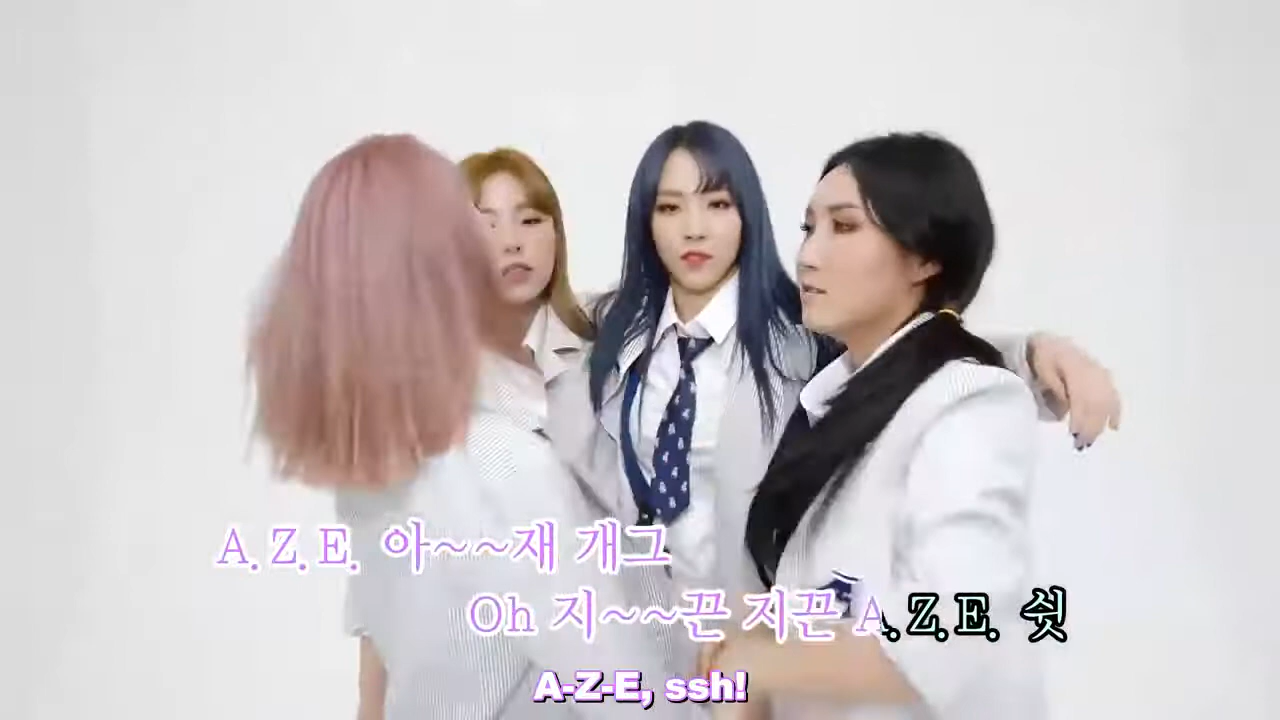 A.Z.E. 아~~재 개그
Oh 지~~끈 지끈 A.Z.E. 쉿
A-Z-E, ssh!